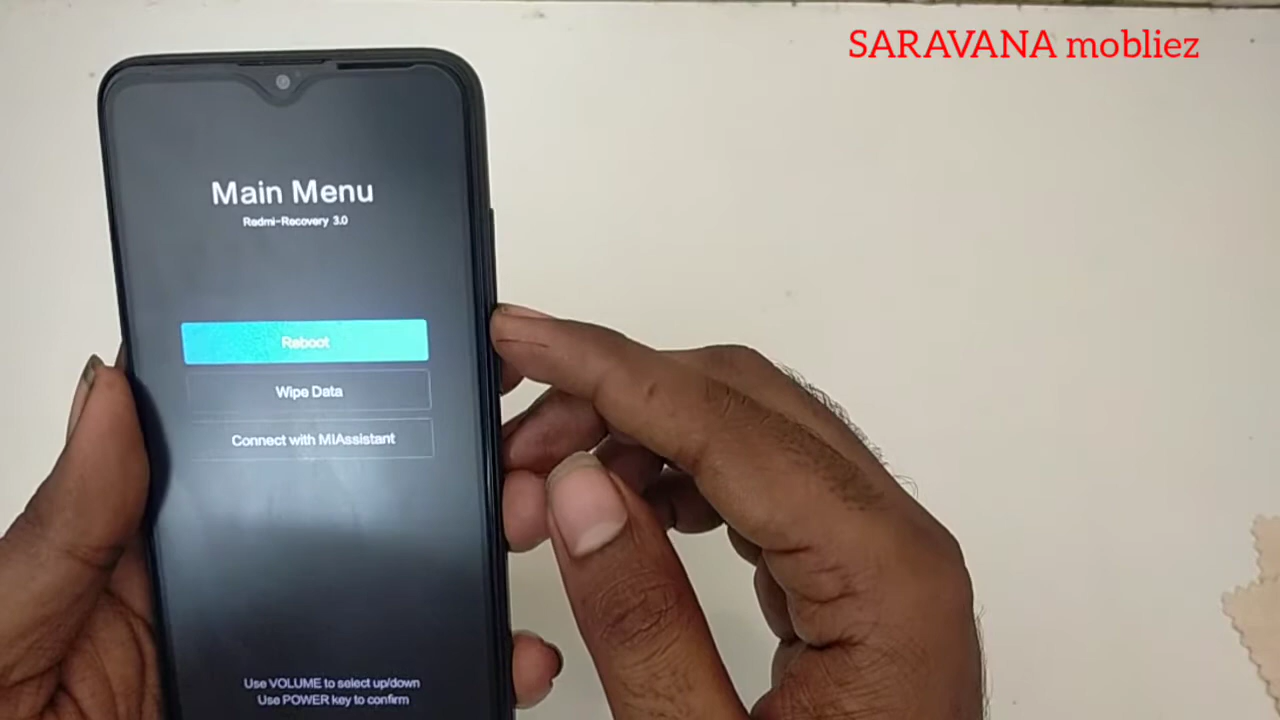 SARAVANA mobliez
Main Menu
Redmi-Recovery 3.0
Reboot
Wipe Data
Connect with MIAssistant
Use VOLUME to select up/down
Use POWER key to confirm